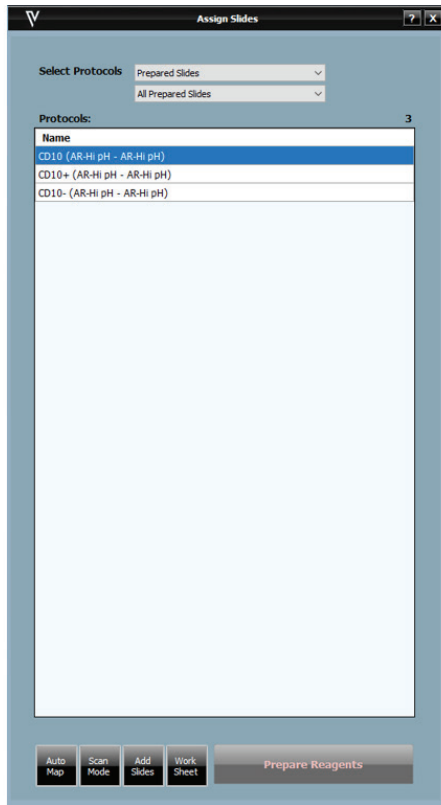 Assign Slides ? X
Select Protocols Prepared Slides
All Prepared Slides
Protocols: 3
Name
CD10 (AR-Hi pH - AR-Hi pH)
CD10+ (AR-Hi pH - AR-Hi pH)
CD10- (AR-Hi pH - AR-Hi pH)
Auto Map Scan Mode Add Slides Work Sheet Prepare Reagents